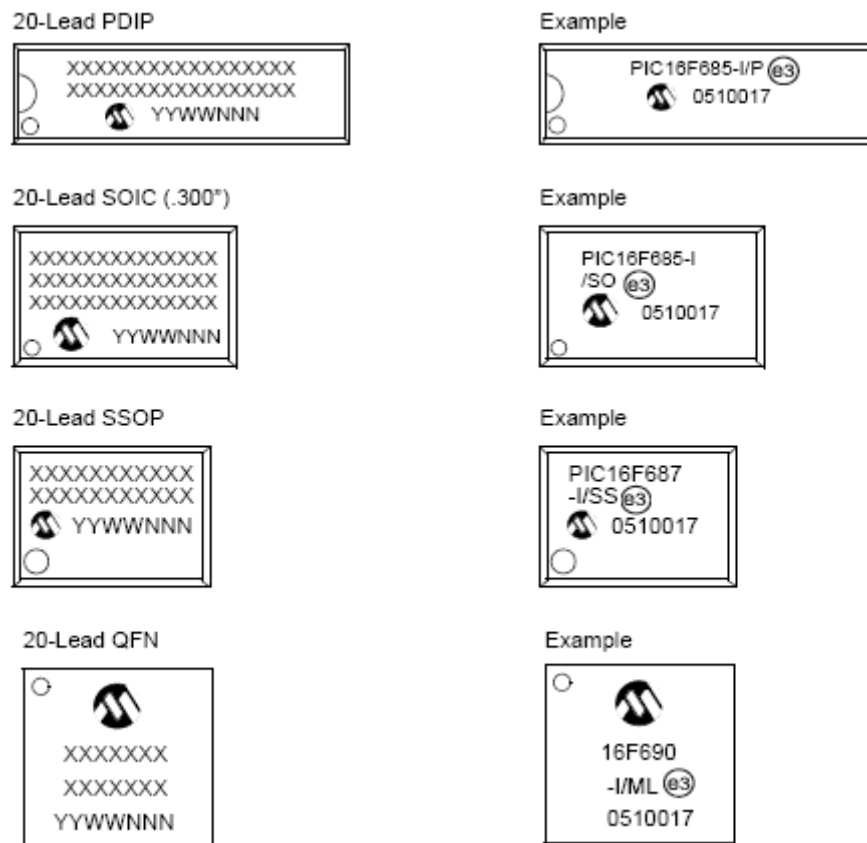 20-Lead PDIP
XXXXXXXXXXXXXXXXX
XXXXXXXXXXXXXXXXX
YYWWNNN
Example
PIC16F685-I/P e3
0510017
20-Lead SOIC (.300")
XXXXXXXXXXXXXX
XXXXXXXXXXXXXX
XXXXXXXXXXXXXX
YYWWNNN
Example
PIC16F685-I
/SO e3
0510017
20-Lead SSOP
XXXXXXXXXXX
XXXXXXXXXXX
YYWWNNN
Example
PIC16F687
-I/SS e3
0510017
20-Lead QFN
XXXXXXX
XXXXXXX
YYWWNNN
Example
16F690
-I/ML e3
0510017